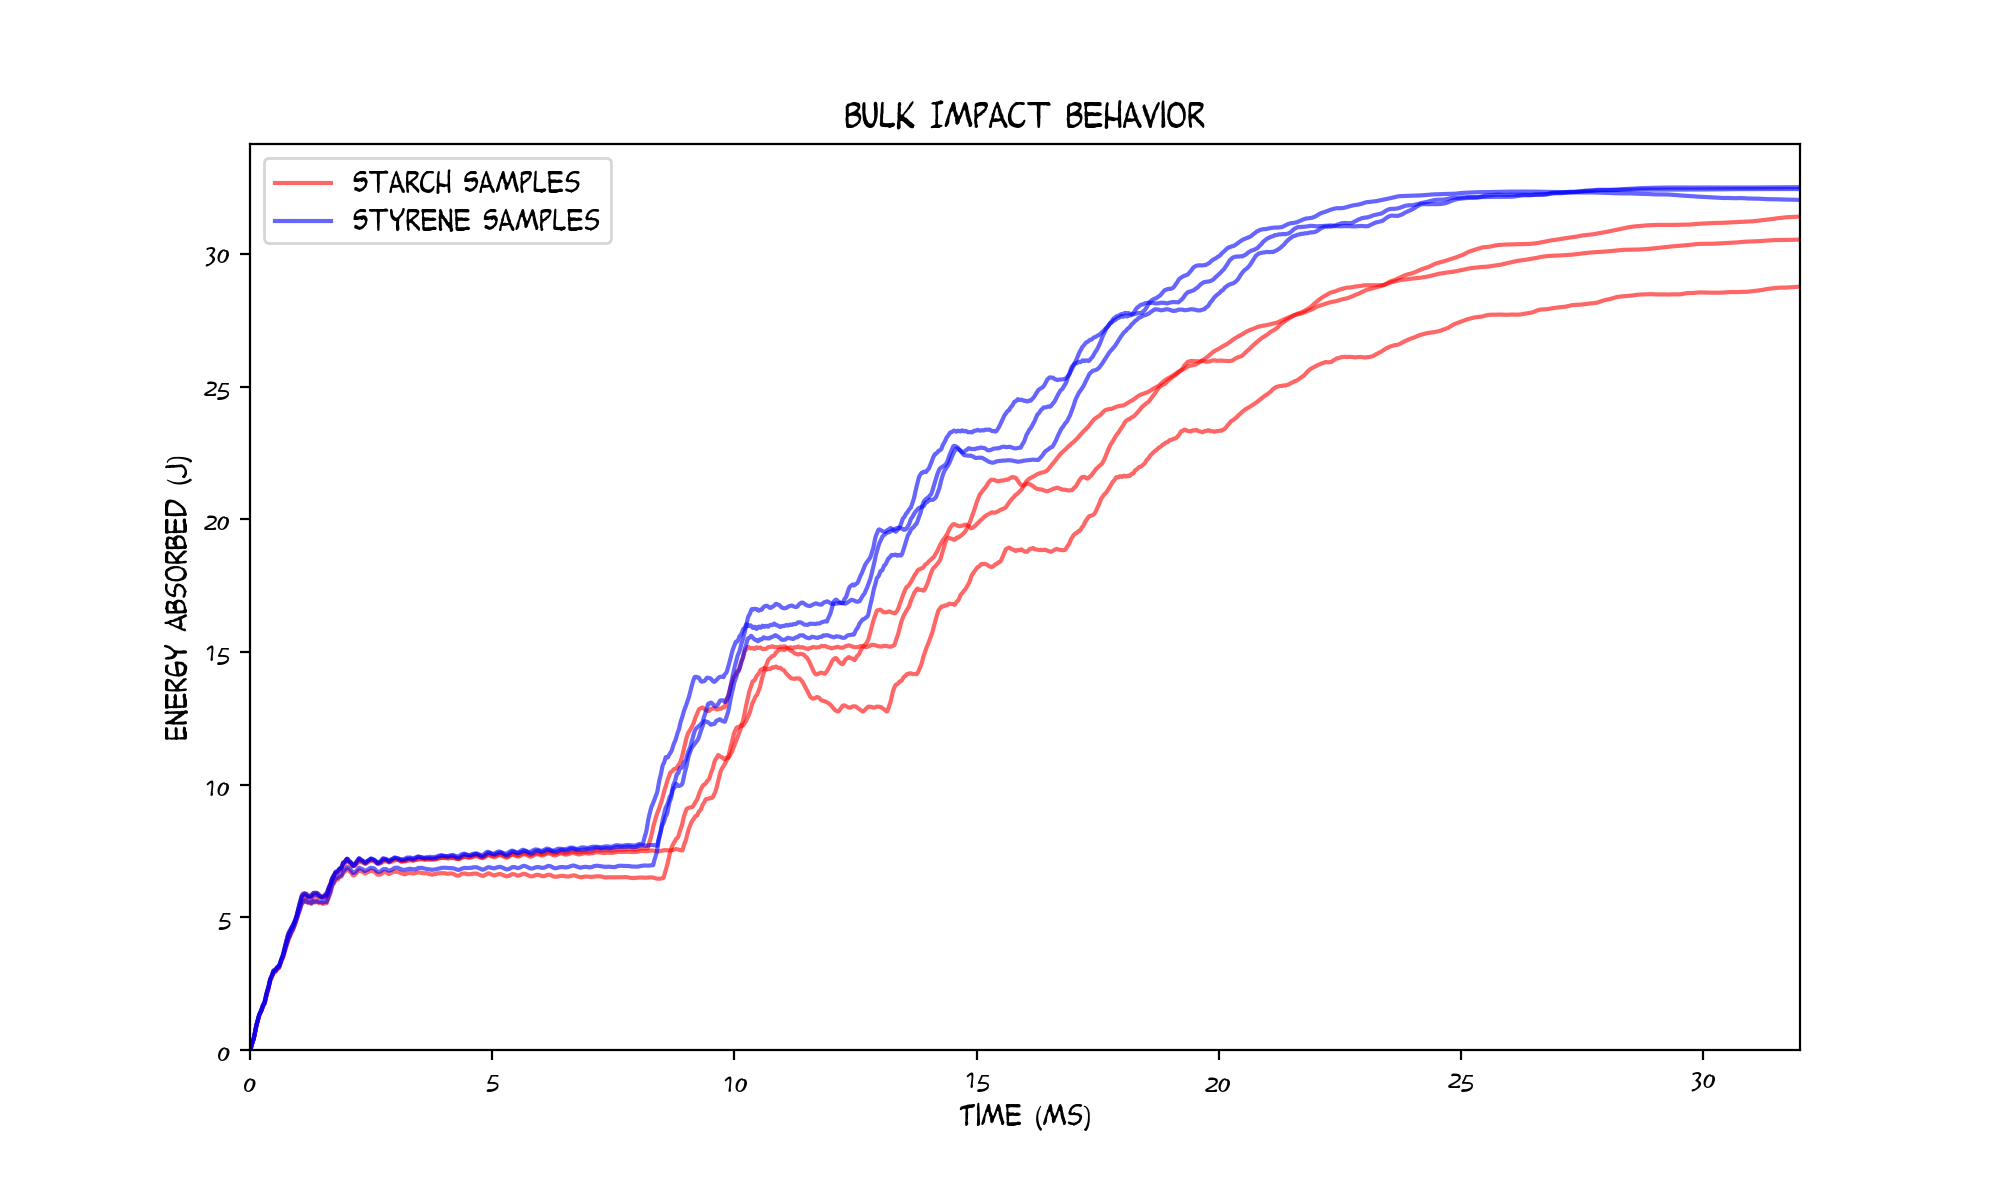 BULK IMPACT BEHAVIOR
STARCH SAMPLES
STYRENE SAMPLES
ENERGY ABSORBED (J)
30
25
20
15
10
5
0
0 5 10 15 20 25 30
TIME (MS)